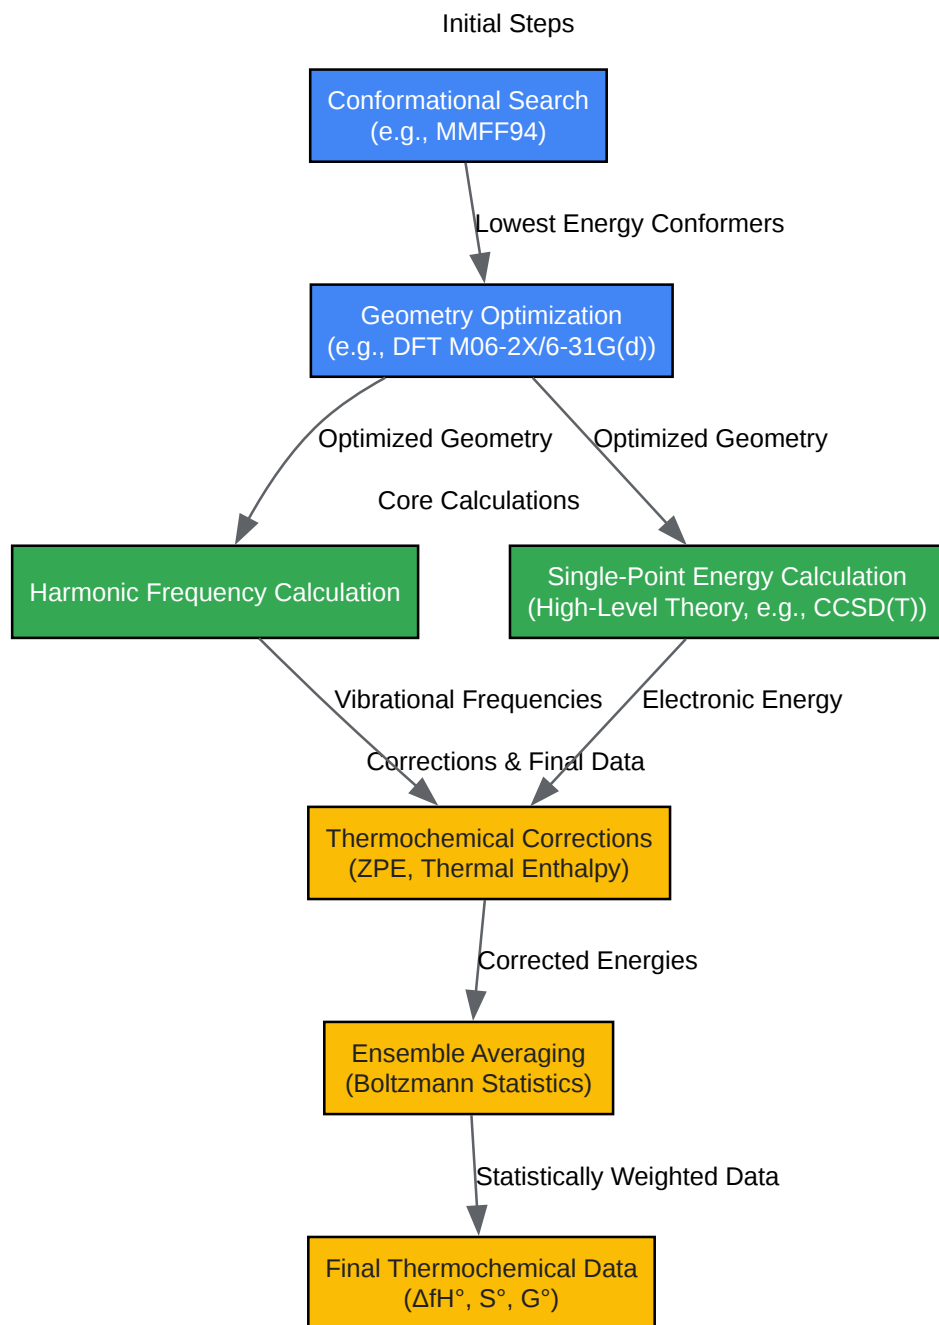 Initial Steps
Conformational Search
(e.g., MMFF94)
Lowest Energy Conformers
Geometry Optimization
(e.g., DFT M06-2X/6-31G(d))
Optimized Geometry
Optimized Geometry
Core Calculations
Harmonic Frequency Calculation
Single-Point Energy Calculation
(High-Level Theory, e.g., CCSD(T))
Vibrational Frequencies
Electronic Energy
Corrections & Final Data
Thermochemical Corrections
(ZPE, Thermal Enthalpy)
Corrected Energies
Ensemble Averaging
(Boltzmann Statistics)
Statistically Weighted Data
Final Thermochemical Data
(ΔfH°, S°, G°)